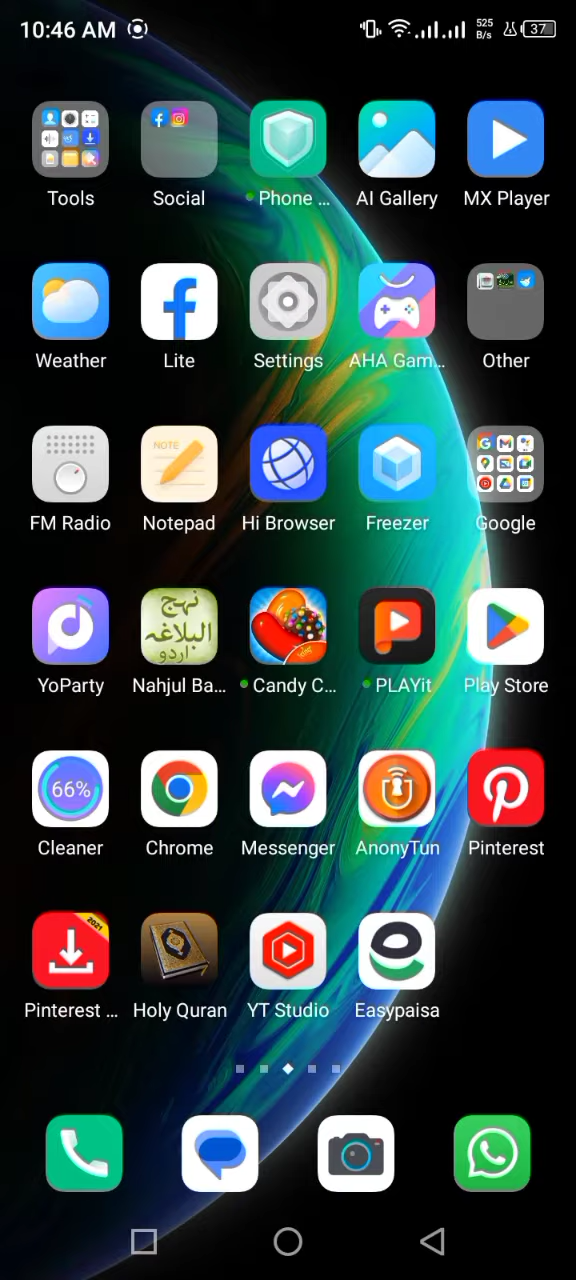 10:46 AM
525
B/s
37
Tools
Social
Phone ...
AI Gallery
MX Player
Weather
Lite
Settings
AHA Gam...
Other
NOTE
FM Radio
Notepad
Hi Browser
Freezer
Google
نہج
البلاغہ
اردو
YoParty
Nahjul Ba...
Candy C...
PLAYit
Play Store
66%
Cleaner
Chrome
Messenger
AnonyTun
Pinterest
2021
Pinterest ...
Holy Quran
YT Studio
Easypaisa